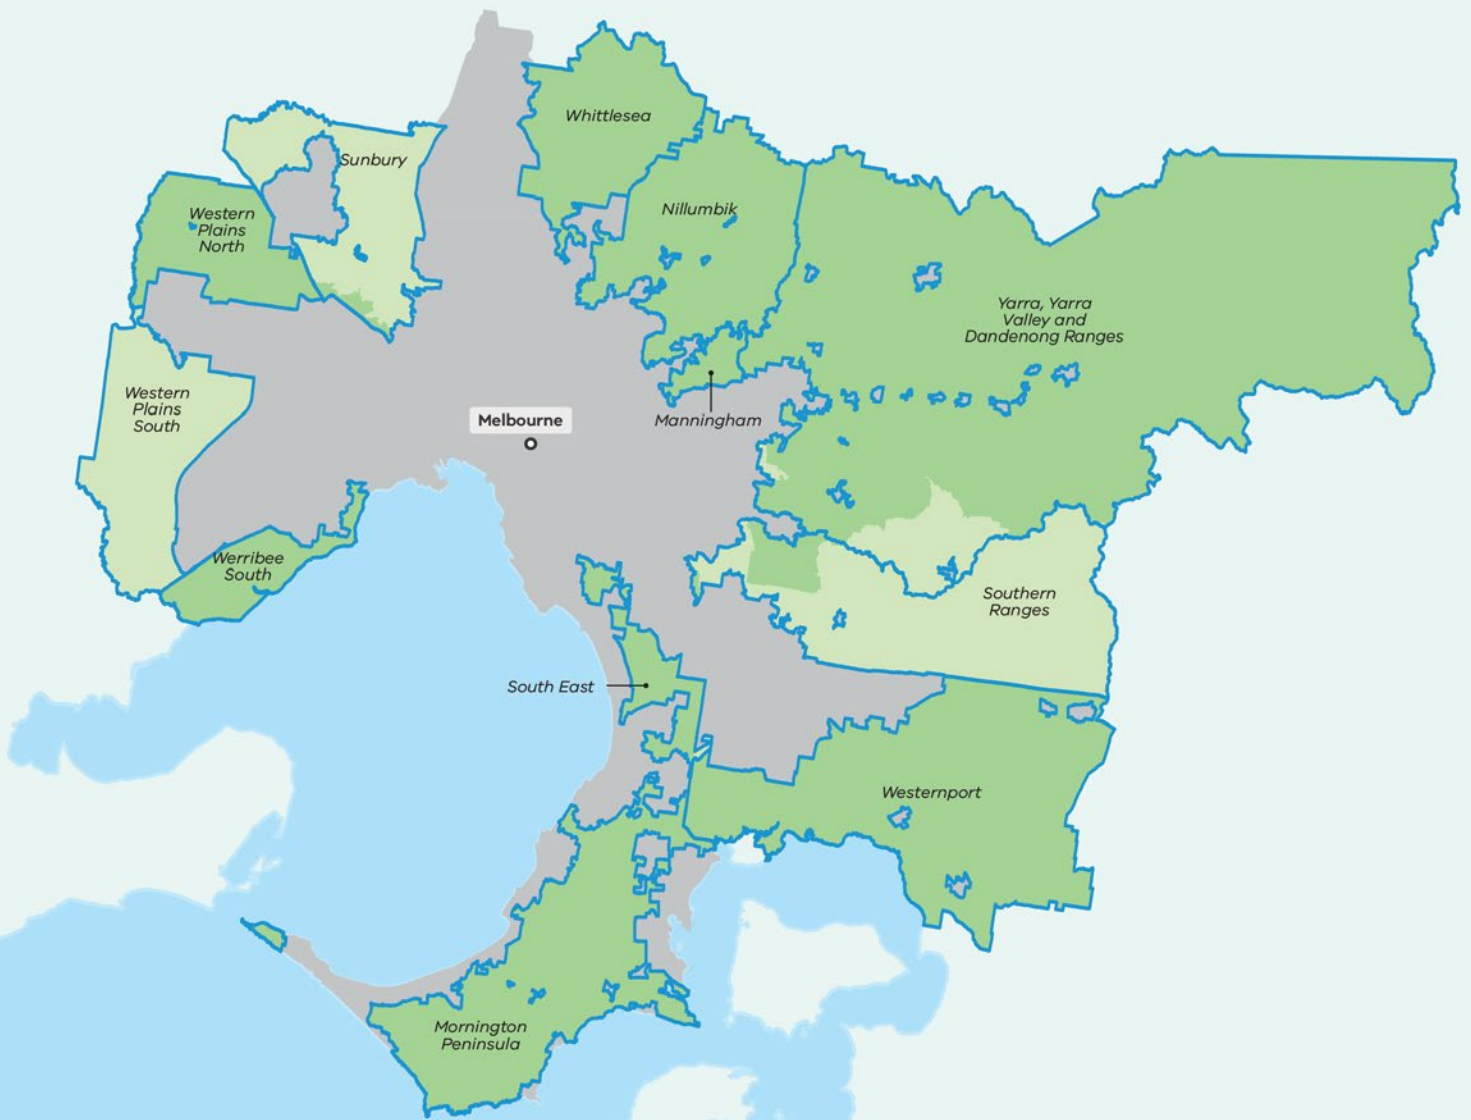 Whittlesea
Sunbury
Western
Plains
North
Nillumbik
Yarra, Yarra
Valley and
Dandenong Ranges
Western
Plains
South
Melbourne
Manningham
Werribee
South
Southern
Ranges
South East
Westernport
Mornington
Peninsula